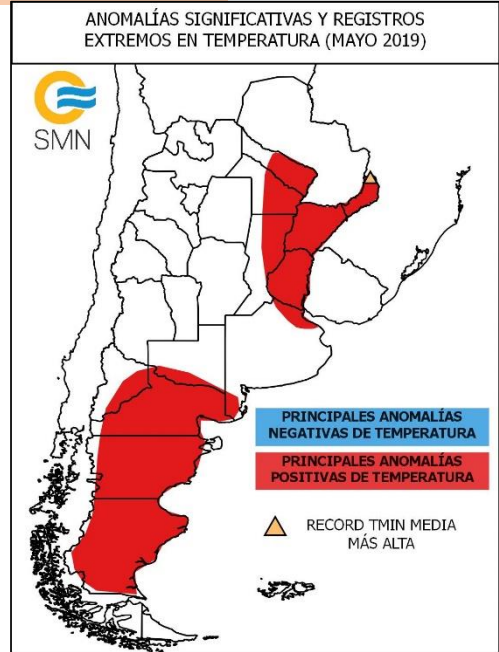 ANOMALÍAS SIGNIFICATIVAS Y REGISTROS
EXTREMOS EN TEMPERATURA (MAYO 2019)
SMN
PRINCIPALES ANOMALÍAS
NEGATIVAS DE TEMPERATURA
PRINCIPALES ANOMALÍAS
POSITIVAS DE TEMPERATURA
RECORD TMIN MEDIA
MÁS ALTA